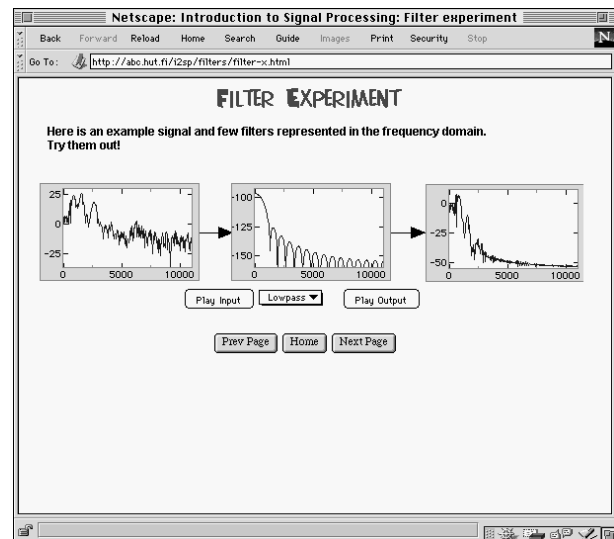 Netscape: Introduction to Signal Processing: Filter experiment
Back Forward Reload Home Search Guide Images Print Security Stop
N
Go To: http://abc.hut.fi/i2sp/filters/filter-x.html
FILTER EXPERIMENT
Here is an example signal and few filters represented in the frequency domain.
Try them out!
25
0
-25
0 5000 10000
-100
-150
0 5000 10000
0
-25
-50
0 5000 10000
Play Input Lowpass Play Output
Prev Page Home Next Page